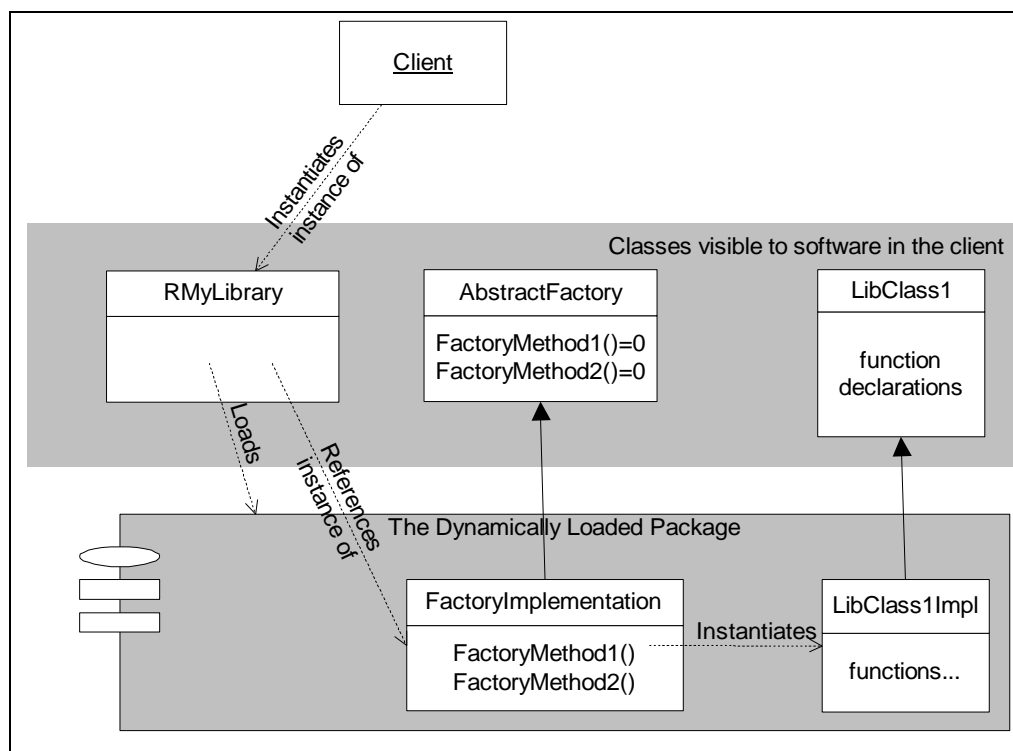 Client
Instantiates
instance of
Classes visible to software in the client
RMyLibrary
AbstractFactory
FactoryMethod1()=0
FactoryMethod2()=0
LibClass1
function
declarations
Loads
References
instance of
The Dynamically Loaded Package
FactoryImplementation
FactoryMethod1()
FactoryMethod2()
Instantiates
LibClass1Impl
functions...